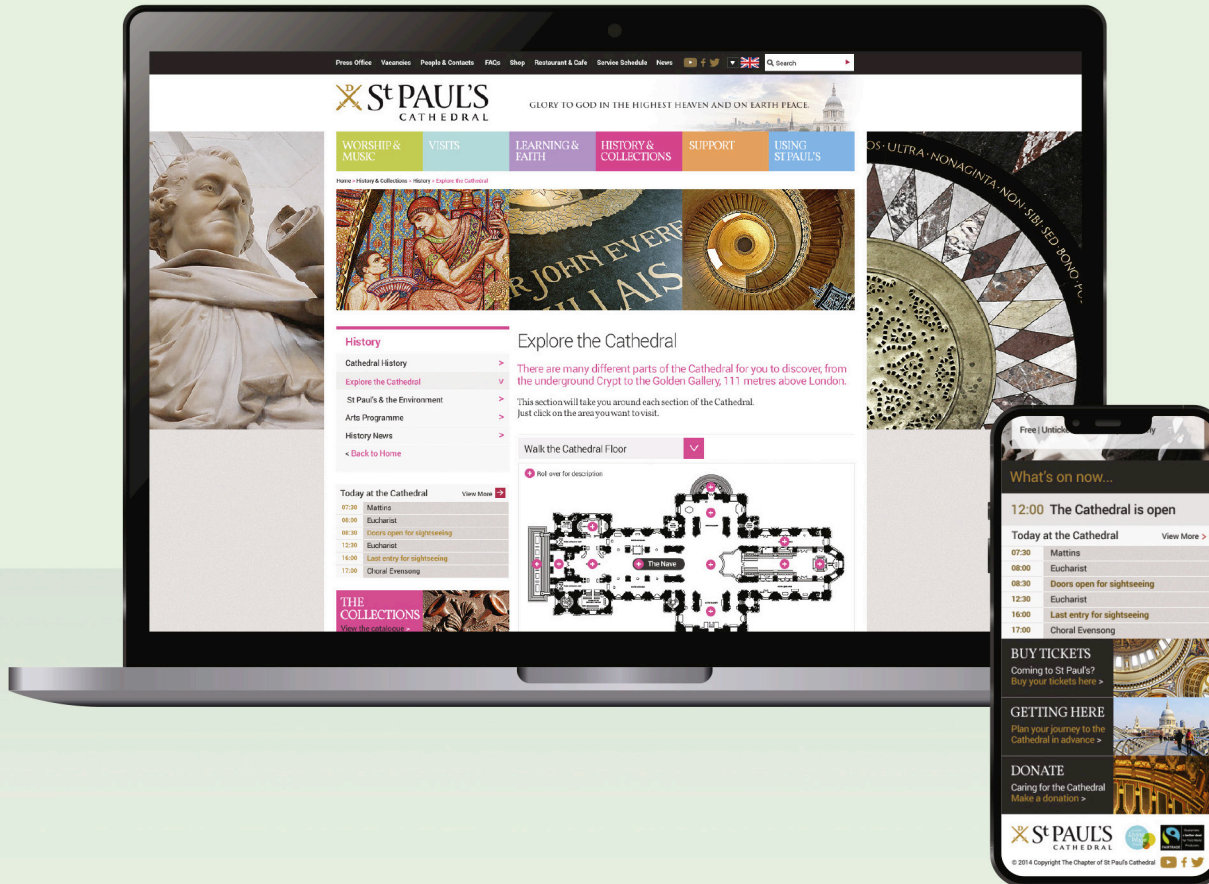 Press Office Vacancies People & Contacts FAQs Shop Restaurant & Cafe Service Schedule News Search
St PAUL'S
CATHEDRAL
GLORY TO GOD IN THE HIGHEST HEAVEN AND ON EARTH PEACE.
WORSHIP &
MUSIC
VISITS
LEARNING &
FAITH
HISTORY &
COLLECTIONS
SUPPORT
USING
ST PAUL'S
Home > History & Collections > History > Explore the Cathedral
JOHN EVERE
LAIS
OS · ULTRA · NONAGINTA · NON · SIBI · SED · BONO
History
Cathedral History >
Explore the Cathedral v
St Paul's & the Environment >
Arts Programme >
History News >
< Back to Home
Today at the Cathedral View More
07:30 Mattins
08:00 Eucharist
08:30 Doors open for sightseeing
12:30 Eucharist
16:00 Last entry for sightseeing
17:00 Choral Evensong
THE
COLLECTIONS
View the catalogue >
Explore the Cathedral
There are many different parts of the Cathedral for you to discover, from
the underground Crypt to the Golden Gallery, 111 metres above London.
This section will take you around each section of the Cathedral.
Just click on the area you want to visit.
Walk the Cathedral Floor
Roll over for description
The Nave
Free |
What's on now...
12:00 The Cathedral is open
Today at the Cathedral View More >
07:30 Mattins
08:00 Eucharist
08:30 Doors open for sightseeing
12:30 Eucharist
16:00 Last entry for sightseeing
17:00 Choral Evensong
BUY TICKETS
Coming to St Paul's?
Buy your tickets here >
GETTING HERE
Plan your journey to the
Cathedral in advance >
DONATE
Caring for the Cathedral
Make a donation >
St PAUL'S
CATHEDRAL
FAIRTRADE
© 2014 Copyright The Chapter of St Paul's Cathedral